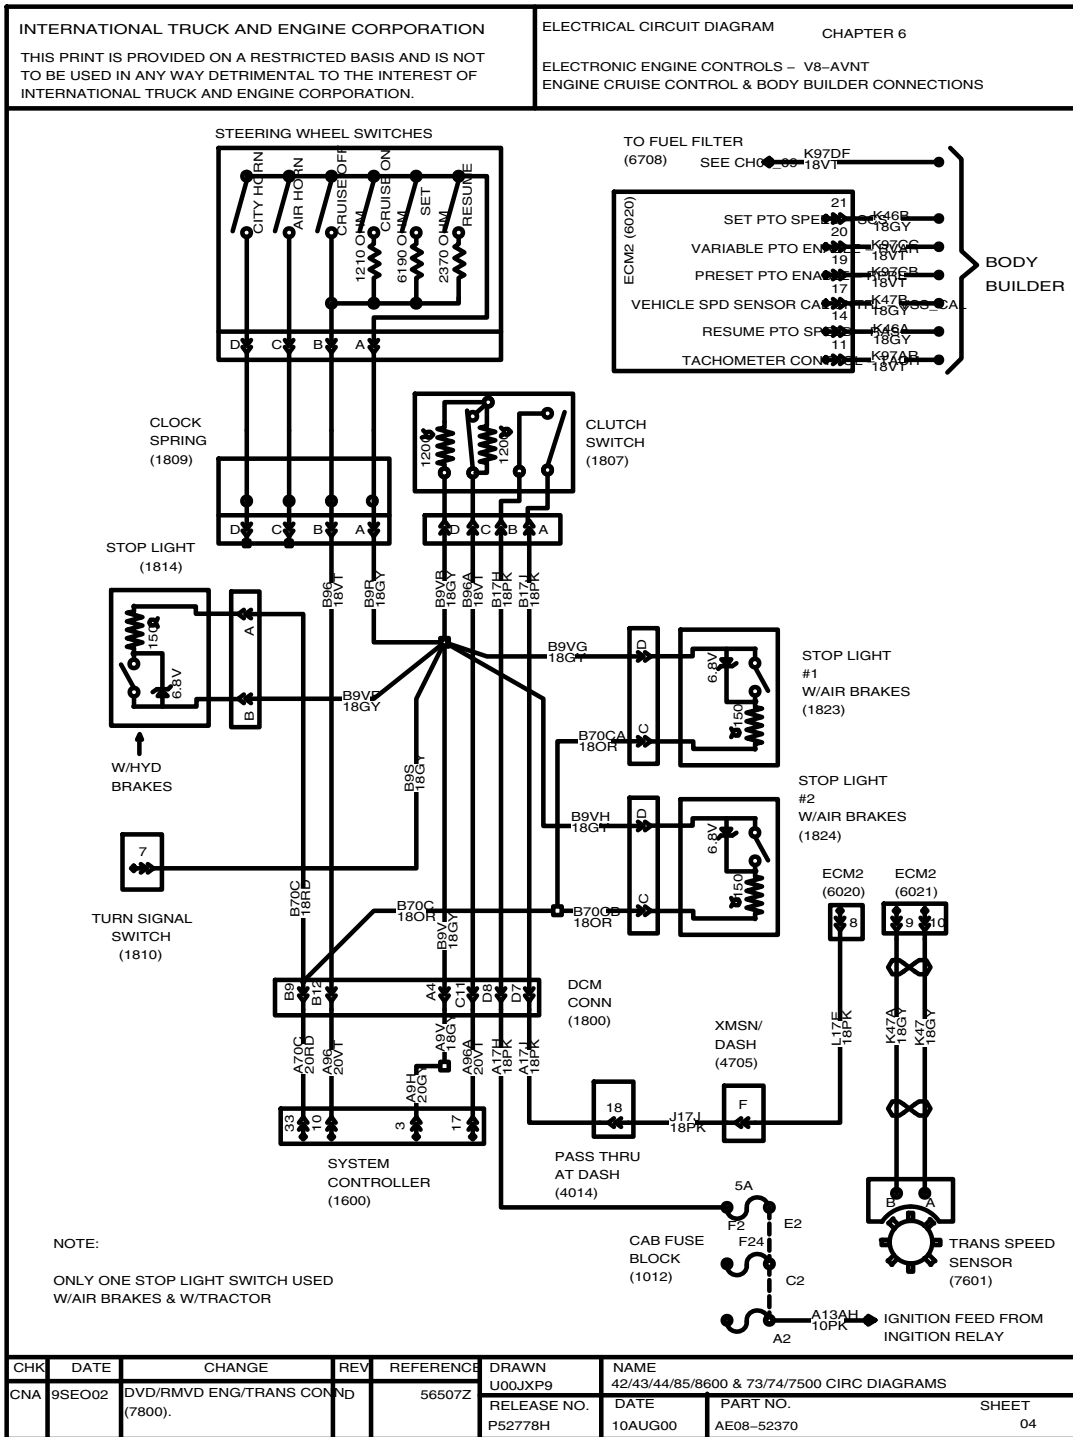 INTERNATIONAL TRUCK AND ENGINE CORPORATION
THIS PRINT IS PROVIDED ON A RESTRICTED BASIS AND IS NOT
TO BE USED IN ANY WAY DETRIMENTAL TO THE INTEREST OF
INTERNATIONAL TRUCK AND ENGINE CORPORATION.
ELECTRICAL CIRCUIT DIAGRAM
CHAPTER 6
ELECTRONIC ENGINE CONTROLS – V8–AVNT
ENGINE CRUISE CONTROL & BODY BUILDER CONNECTIONS
STEERING WHEEL SWITCHES
CITY HORN
AIR HORN
CRUISE OFF
CRUISE ON
SET
RESUME
1210 OHM
6190 OHM
2370 OHM
D C B A
TO FUEL FILTER
(6708)
SEE
K97DF
18VT
ECM2 (6020)
21
SET PTO
K46B
18GY
20
VARIABLE PTO
K97CC
18VT
19
PRESET PTO
K97CB
18VT
17
VEHICLE SPD SENSOR
K47B
18GY
14
RESUME PTO
K46A
18GY
11
TACHOMETER
K97AB
18VT
BODY
BUILDER
CLOCK
SPRING
(1809)
D C B A
1200
1200
CLUTCH
SWITCH
(1807)
D C B A
STOP LIGHT
(1814)
150
6.8V
A
B
W/HYD
BRAKES
B96
18VT
B9R
18GY
B9VB
18GY
B96A
18VT
B17H
18PK
B17J
18PK
B9VF
18GY
B9S
18GY
B9VG
18GY
D
C
6.8V
150
STOP LIGHT
#1
W/AIR BRAKES
(1823)
B70CA
18OR
B9VH
18GY
D
C
6.8V
150
STOP LIGHT
#2
W/AIR BRAKES
(1824)
B70CB
18OR
7
TURN SIGNAL
SWITCH
(1810)
B70C
18RD
B70C
18OR
B9V
18GY
ECM2
(6020)
8
ECM2
(6021)
9 10
B9 B12 A4 C11 D8 D7
DCM
CONN
(1800)
A70C
20RD
A96
20VT
A9V
18GY
A9H
20GY
A96A
20VT
A17H
18PK
A17J
18PK
33 10 3 17
SYSTEM
CONTROLLER
(1600)
18
PASS THRU
AT DASH
(4014)
J17J
18PK
XMSN/
DASH
(4705)
F
L17E
18PK
K47A
18GY
K47
18GY
B A
TRANS SPEED
SENSOR
(7601)
5A
F2
E2
F24
C2
A2
CAB FUSE
BLOCK
(1012)
A13AH
10PK
IGNITION FEED FROM
INGITION RELAY
NOTE:
ONLY ONE STOP LIGHT SWITCH USED
W/AIR BRAKES & W/TRACTOR
CHK DATE CHANGE REV REFERENCE
CNA 9SEO02 DVD/RMVD ENG/TRANS CONN D 56507Z
(7800).
DRAWN
U00JXP9
NAME
42/43/44/85/8600 & 73/74/7500 CIRC DIAGRAMS
RELEASE NO.
P52778H
DATE
10AUG00
PART NO.
AE08–52370
SHEET
04